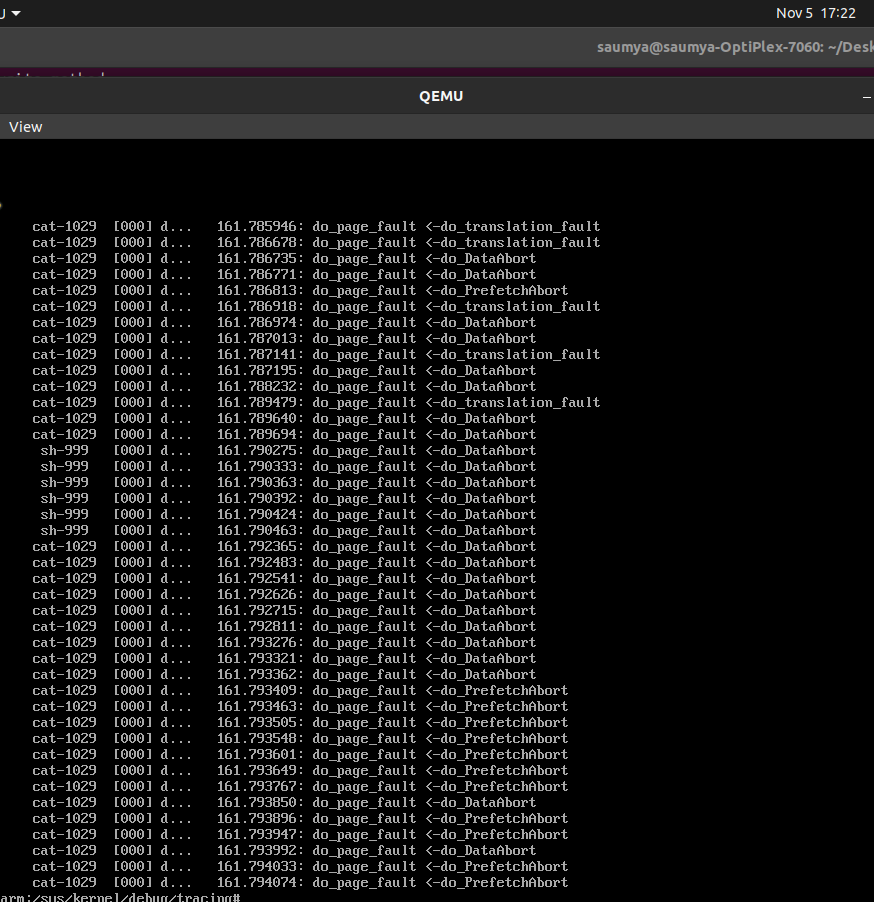 Nov 5 17:22
saumya@saumya-OptiPlex-7060: ~/Desk
QEMU
View
cat-1029 [000] d... 161.785946: do_page_fault <-do_translation_fault
cat-1029 [000] d... 161.786678: do_page_fault <-do_translation_fault
cat-1029 [000] d... 161.786735: do_page_fault <-do_DataAbort
cat-1029 [000] d... 161.786771: do_page_fault <-do_DataAbort
cat-1029 [000] d... 161.786813: do_page_fault <-do_PrefetchAbort
cat-1029 [000] d... 161.786918: do_page_fault <-do_translation_fault
cat-1029 [000] d... 161.786974: do_page_fault <-do_DataAbort
cat-1029 [000] d... 161.787013: do_page_fault <-do_DataAbort
cat-1029 [000] d... 161.787141: do_page_fault <-do_translation_fault
cat-1029 [000] d... 161.787195: do_page_fault <-do_DataAbort
cat-1029 [000] d... 161.788232: do_page_fault <-do_DataAbort
cat-1029 [000] d... 161.789479: do_page_fault <-do_translation_fault
cat-1029 [000] d... 161.789640: do_page_fault <-do_DataAbort
cat-1029 [000] d... 161.789694: do_page_fault <-do_DataAbort
sh-999 [000] d... 161.790275: do_page_fault <-do_DataAbort
sh-999 [000] d... 161.790333: do_page_fault <-do_DataAbort
sh-999 [000] d... 161.790363: do_page_fault <-do_DataAbort
sh-999 [000] d... 161.790392: do_page_fault <-do_DataAbort
sh-999 [000] d... 161.790424: do_page_fault <-do_DataAbort
sh-999 [000] d... 161.790463: do_page_fault <-do_DataAbort
cat-1029 [000] d... 161.792365: do_page_fault <-do_DataAbort
cat-1029 [000] d... 161.792483: do_page_fault <-do_DataAbort
cat-1029 [000] d... 161.792541: do_page_fault <-do_DataAbort
cat-1029 [000] d... 161.792626: do_page_fault <-do_DataAbort
cat-1029 [000] d... 161.792715: do_page_fault <-do_DataAbort
cat-1029 [000] d... 161.792811: do_page_fault <-do_DataAbort
cat-1029 [000] d... 161.793276: do_page_fault <-do_DataAbort
cat-1029 [000] d... 161.793321: do_page_fault <-do_DataAbort
cat-1029 [000] d... 161.793362: do_page_fault <-do_DataAbort
cat-1029 [000] d... 161.793409: do_page_fault <-do_PrefetchAbort
cat-1029 [000] d... 161.793463: do_page_fault <-do_PrefetchAbort
cat-1029 [000] d... 161.793505: do_page_fault <-do_PrefetchAbort
cat-1029 [000] d... 161.793548: do_page_fault <-do_PrefetchAbort
cat-1029 [000] d... 161.793601: do_page_fault <-do_PrefetchAbort
cat-1029 [000] d... 161.793649: do_page_fault <-do_PrefetchAbort
cat-1029 [000] d... 161.793767: do_page_fault <-do_PrefetchAbort
cat-1029 [000] d... 161.793850: do_page_fault <-do_DataAbort
cat-1029 [000] d... 161.793896: do_page_fault <-do_PrefetchAbort
cat-1029 [000] d... 161.793947: do_page_fault <-do_PrefetchAbort
cat-1029 [000] d... 161.793992: do_page_fault <-do_DataAbort
cat-1029 [000] d... 161.794033: do_page_fault <-do_PrefetchAbort
cat-1029 [000] d... 161.794074: do_page_fault <-do_PrefetchAbort
arm:/sys/kernel/debug/tracing#